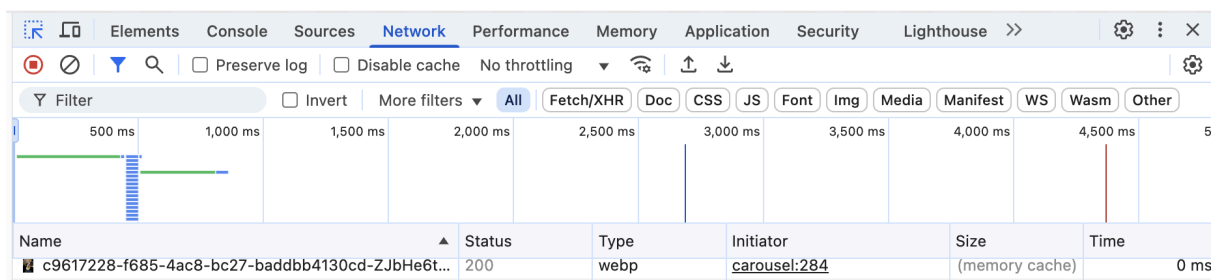 Elements Console Sources Network Performance Memory Application Security Lighthouse
Preserve log Disable cache No throttling
Filter Invert More filters All Fetch/XHR Doc CSS JS Font Img Media Manifest WS Wasm Other
500 ms 1,000 ms 1,500 ms 2,000 ms 2,500 ms 3,000 ms 3,500 ms 4,000 ms 4,500 ms 5
Name Status Type Initiator Size Time
c9617228-f685-4ac8-bc27-baddbb4130cd-ZJbHe6t... 200 webp carousel:284 (memory cache) 0 ms